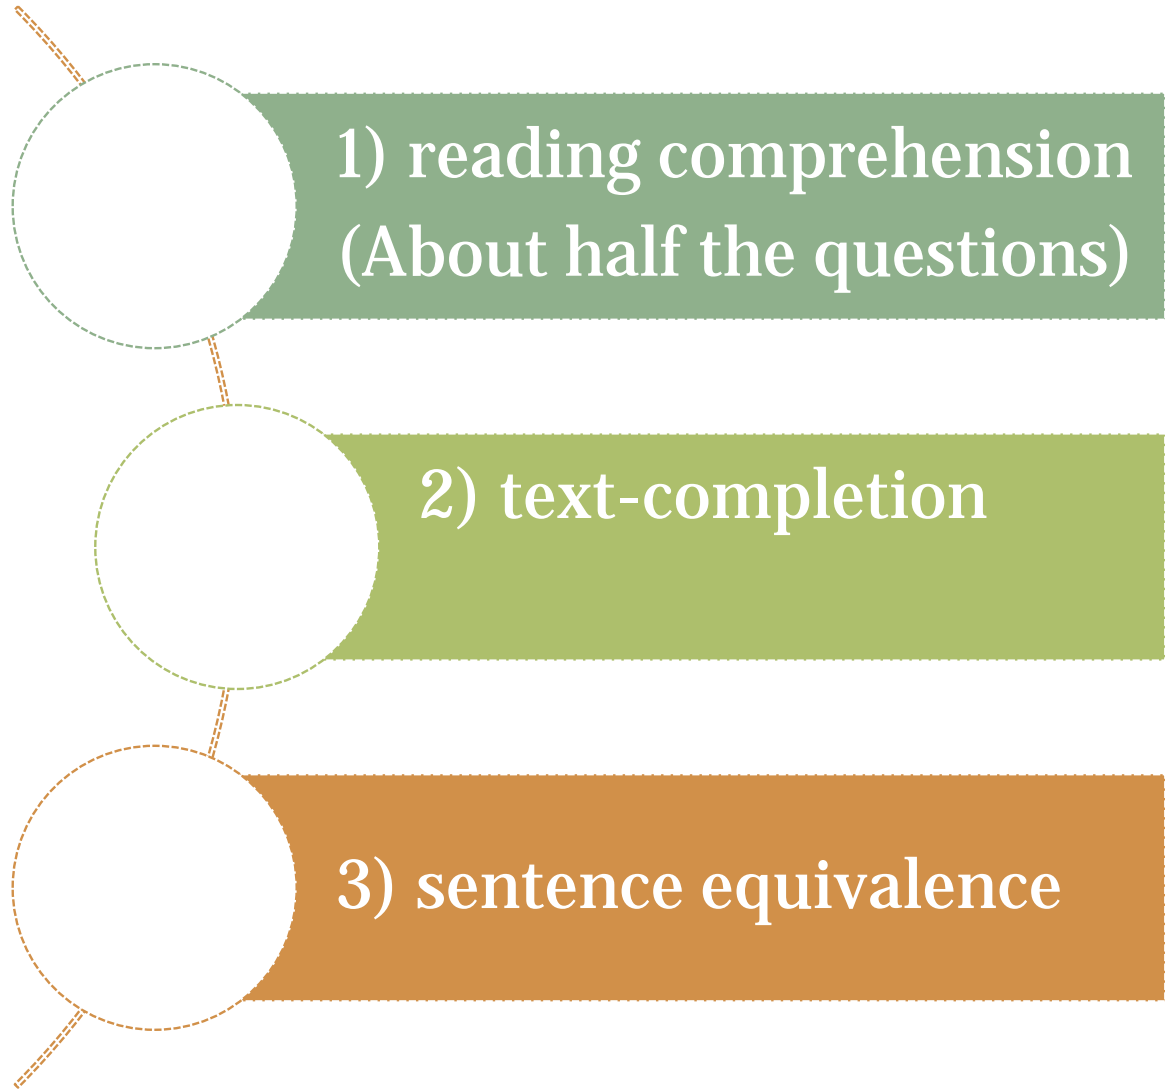 1) reading comprehension
(About half the questions)
2) text-completion
3) sentence equivalence